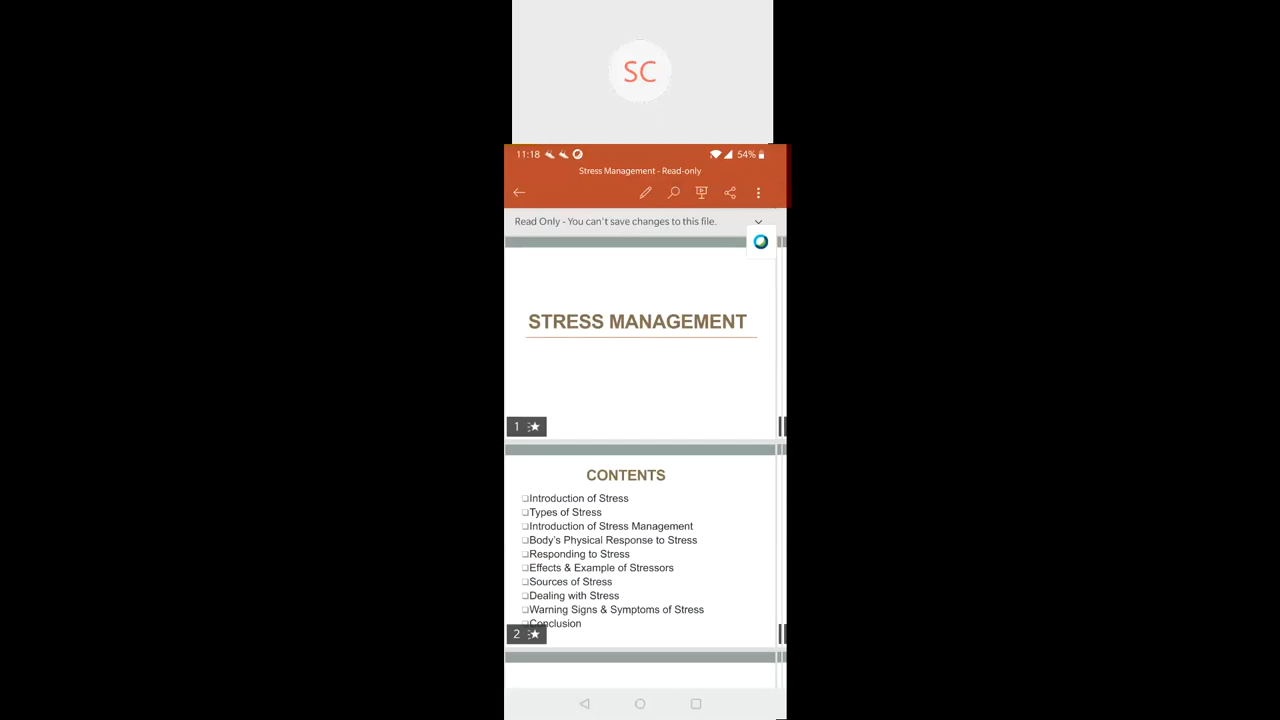 SC
11:18 54%
Stress Management - Read-only
Read Only - You can't save changes to this file.
STRESS MANAGEMENT
1
CONTENTS
❑Introduction of Stress
❑Types of Stress
❑Introduction of Stress Management
❑Body's Physical Response to Stress
❑Responding to Stress
❑Effects & Example of Stressors
❑Sources of Stress
❑Dealing with Stress
❑Warning Signs & Symptoms of Stress
❑Conclusion
2